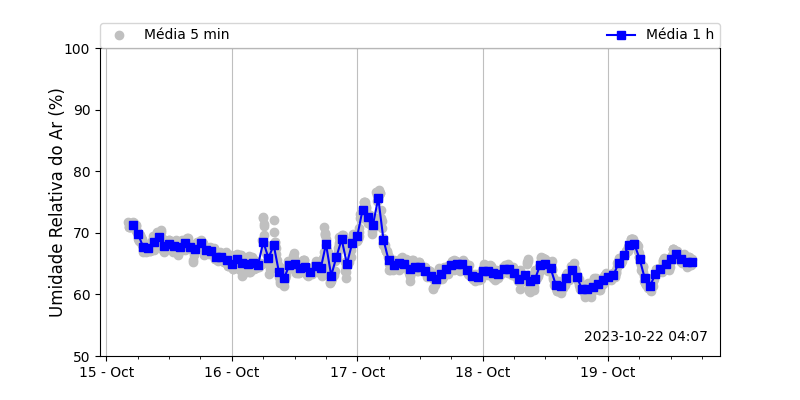 Média 5 min
Média 1 h
Umidade Relativa do Ar (%)
100
90
80
70
60
50
2023-10-22 04:07
15 - Oct
16 - Oct
17 - Oct
18 - Oct
19 - Oct